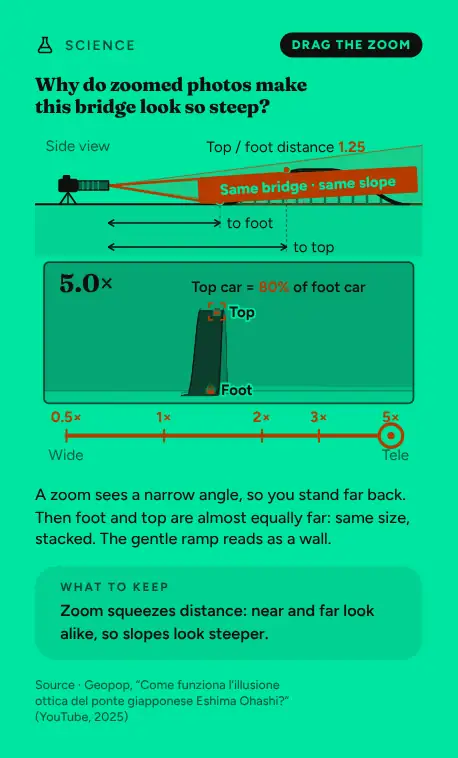 SCIENCE
DRAG THE ZOOM
Why do zoomed photos make
this bridge look so steep?
Side view
Top / foot distance 1.25
Same bridge · same slope
to foot
to top
5.0×
Top car = 80% of foot car
Top
Foot
0.5× 1× 2× 3× 5×
Wide Tele
A zoom sees a narrow angle, so you stand far back.
Then foot and top are almost equally far: same size,
stacked. The gentle ramp reads as a wall.
WHAT TO KEEP
Zoom squeezes distance: near and far look
alike, so slopes look steeper.
Source · Geopop, “Come funziona l’illusione
ottica del ponte giapponese Eshima Ohashi?”
(YouTube, 2025)